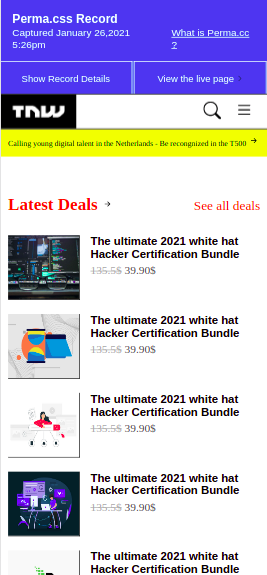 Perma.css Record
Captured January 26,2021
5:26pm
What is Perma.cc
?
Show Record Details
View the live page
TNW
Calling young digital talent in the Netherlands - Be recongnized in the T500
Latest Deals
See all deals
The ultimate 2021 white hat
Hacker Certification Bundle
135.5$ 39.90$
The ultimate 2021 white hat
Hacker Certification Bundle
135.5$ 39.90$
The ultimate 2021 white hat
Hacker Certification Bundle
135.5$ 39.90$
The ultimate 2021 white hat
Hacker Certification Bundle
135.5$ 39.90$
The ultimate 2021 white hat
Hacker Certification Bundle